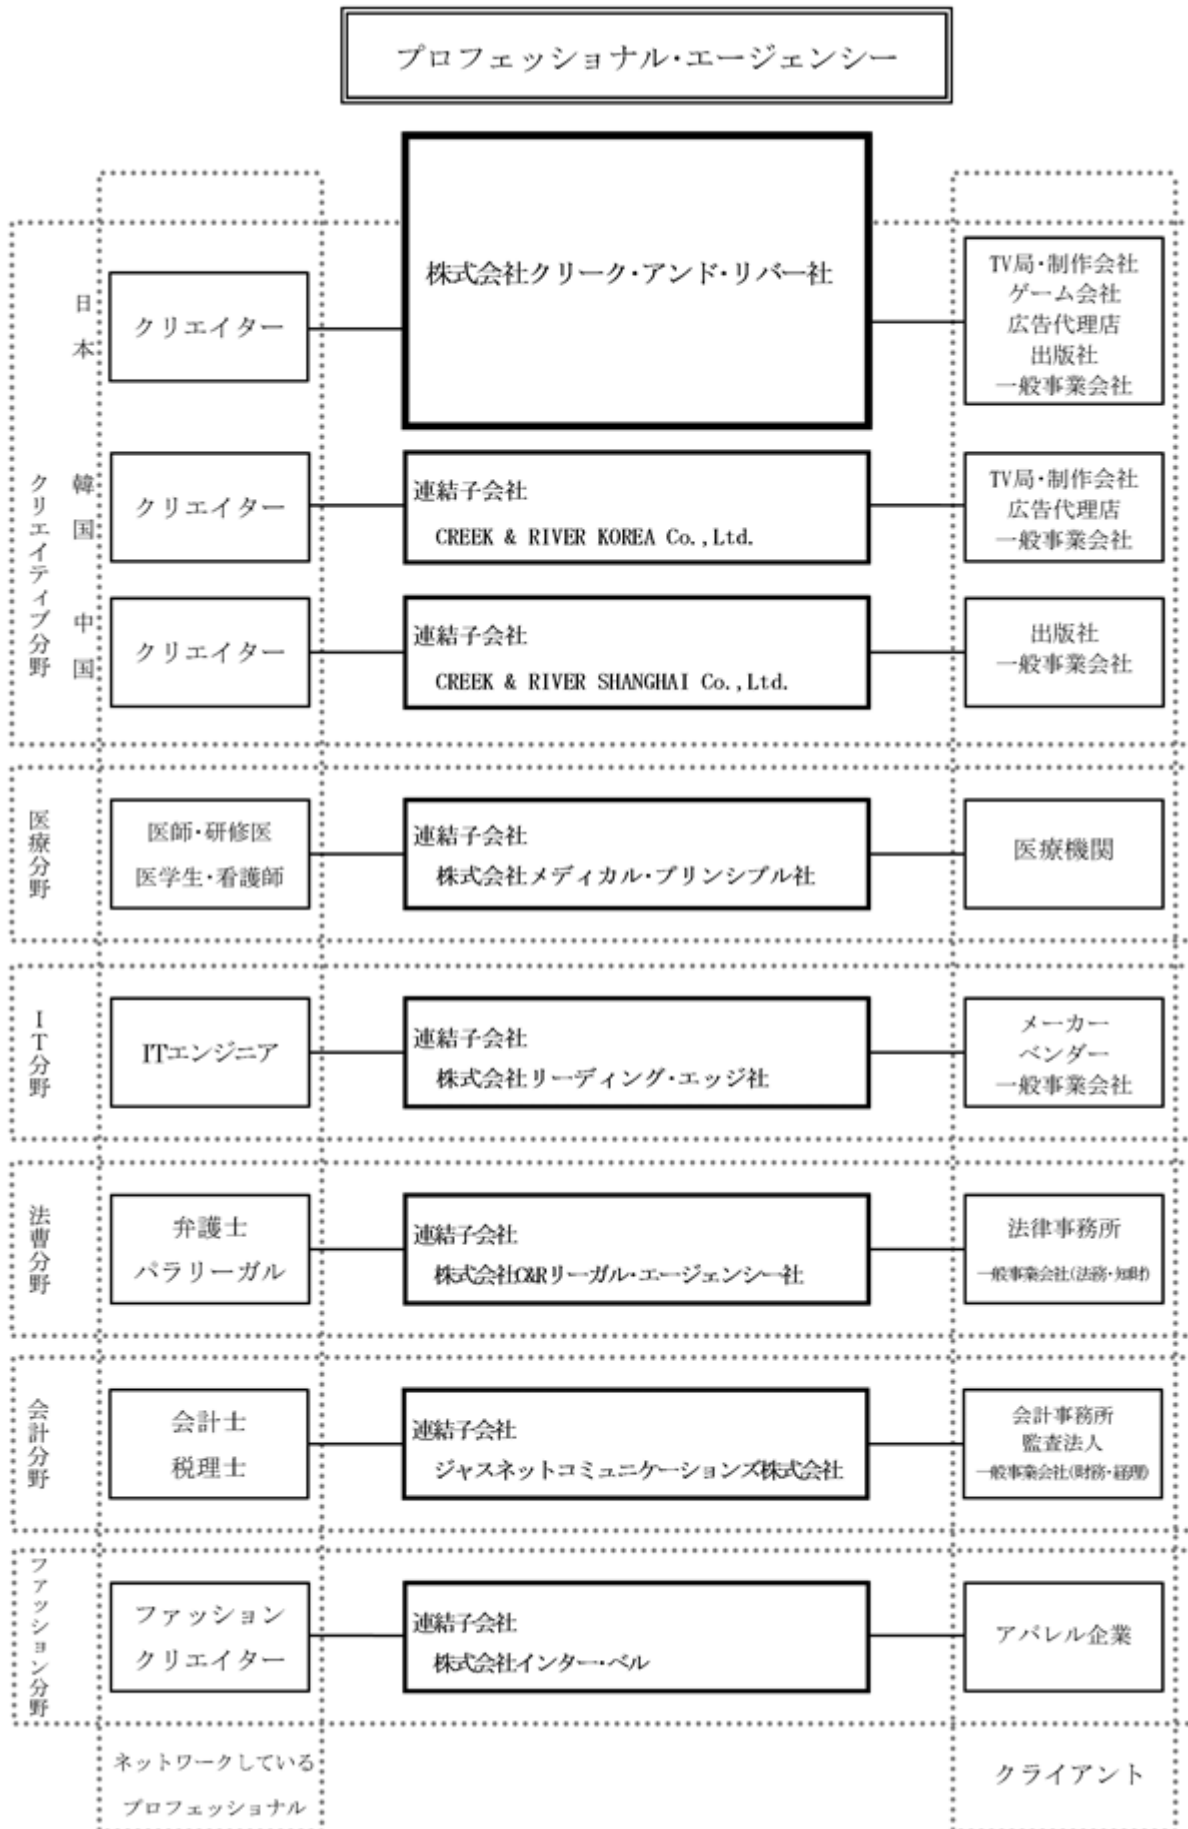 プロフェッショナル・エージェンシー
クリエイティブ分野
日本
クリエイター
株式会社クリーク・アンド・リバー社
TV局・制作会社
ゲーム会社
広告代理店
出版社
一般事業会社
韓国
クリエイター
連結子会社
CREEK & RIVER KOREA Co.,Ltd.
TV局・制作会社
広告代理店
一般事業会社
中国
クリエイター
連結子会社
CREEK & RIVER SHANGHAI Co.,Ltd.
出版社
一般事業会社
医療分野
医師・研修医
医学生・看護師
連結子会社
株式会社メディカル・プリンシプル社
医療機関
IT分野
ITエンジニア
連結子会社
株式会社リーディング・エッジ社
メーカー
ベンダー
一般事業会社
法曹分野
弁護士
パラリーガル
連結子会社
株式会社C&Rリーガル・エージェンシー社
法律事務所
一般事業会社(法務・知財)
会計分野
会計士
税理士
連結子会社
ジャスネットコミュニケーションズ株式会社
会計事務所
監査法人
一般事業会社(財務・経理)
ファッション分野
ファッション
クリエイター
連結子会社
株式会社インター・ベル
アパレル企業
ネットワークしている
プロフェッショナル
クライアント